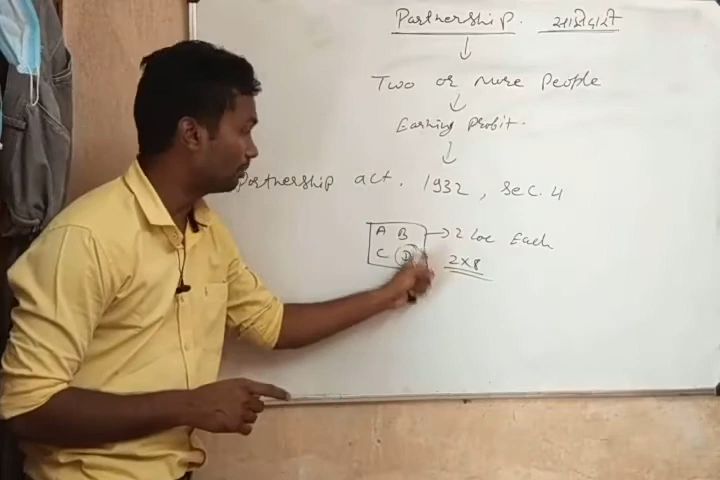 Partnership. ભાગીદારી
Two or more People
Earning Profit.
Partnership act. 1932, Sec. 4
A B → 2 lac Each
C D 2x8